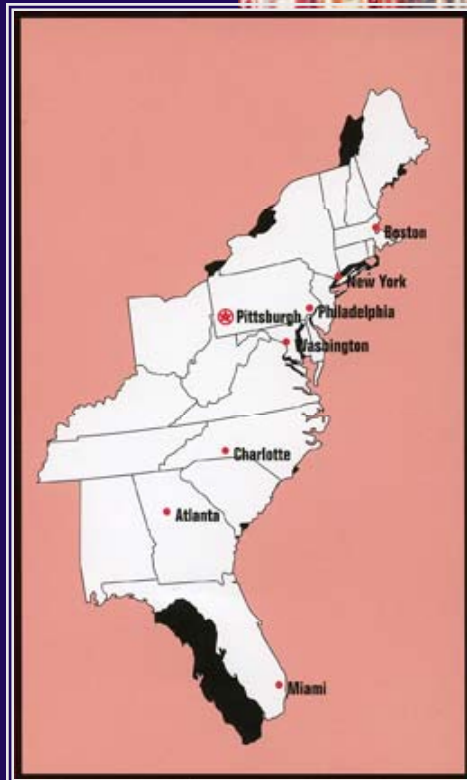 Boston
New York
Pittsburgh
Philadelphia
Washington
Charlotte
Atlanta
Miami